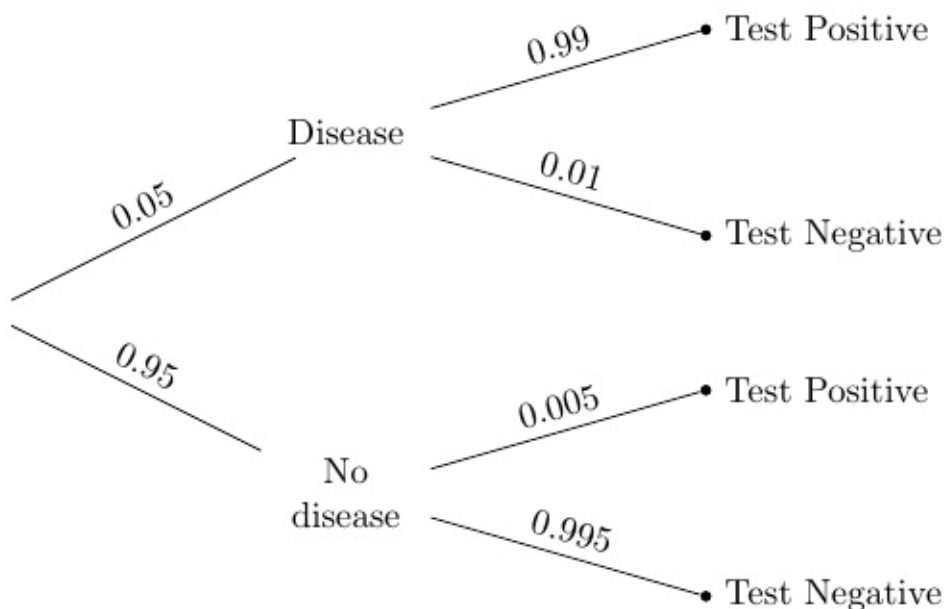 0.99
Test Positive
Disease
0.01
0.05
Test Negative
0.95
0.005
Test Positive
No
disease
0.995
Test Negative